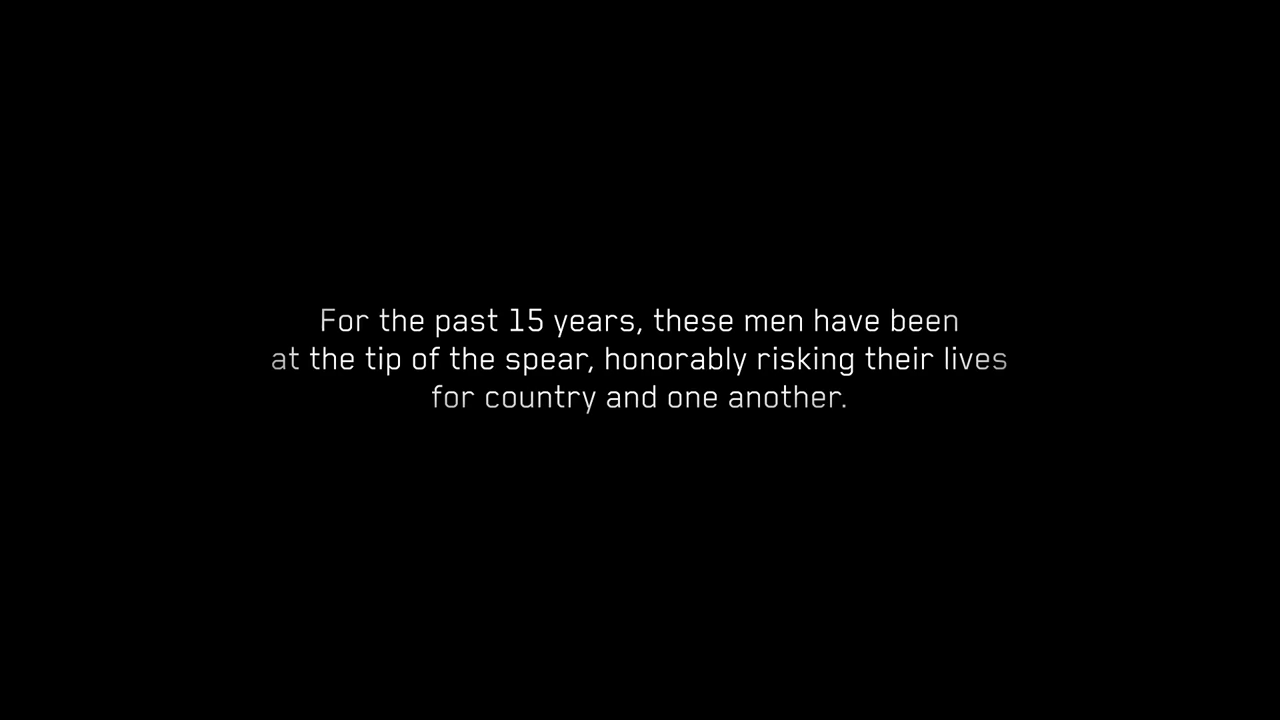 For the past 15 years, these men have been
at the tip of the spear, honorably risking their lives
for country and one another.